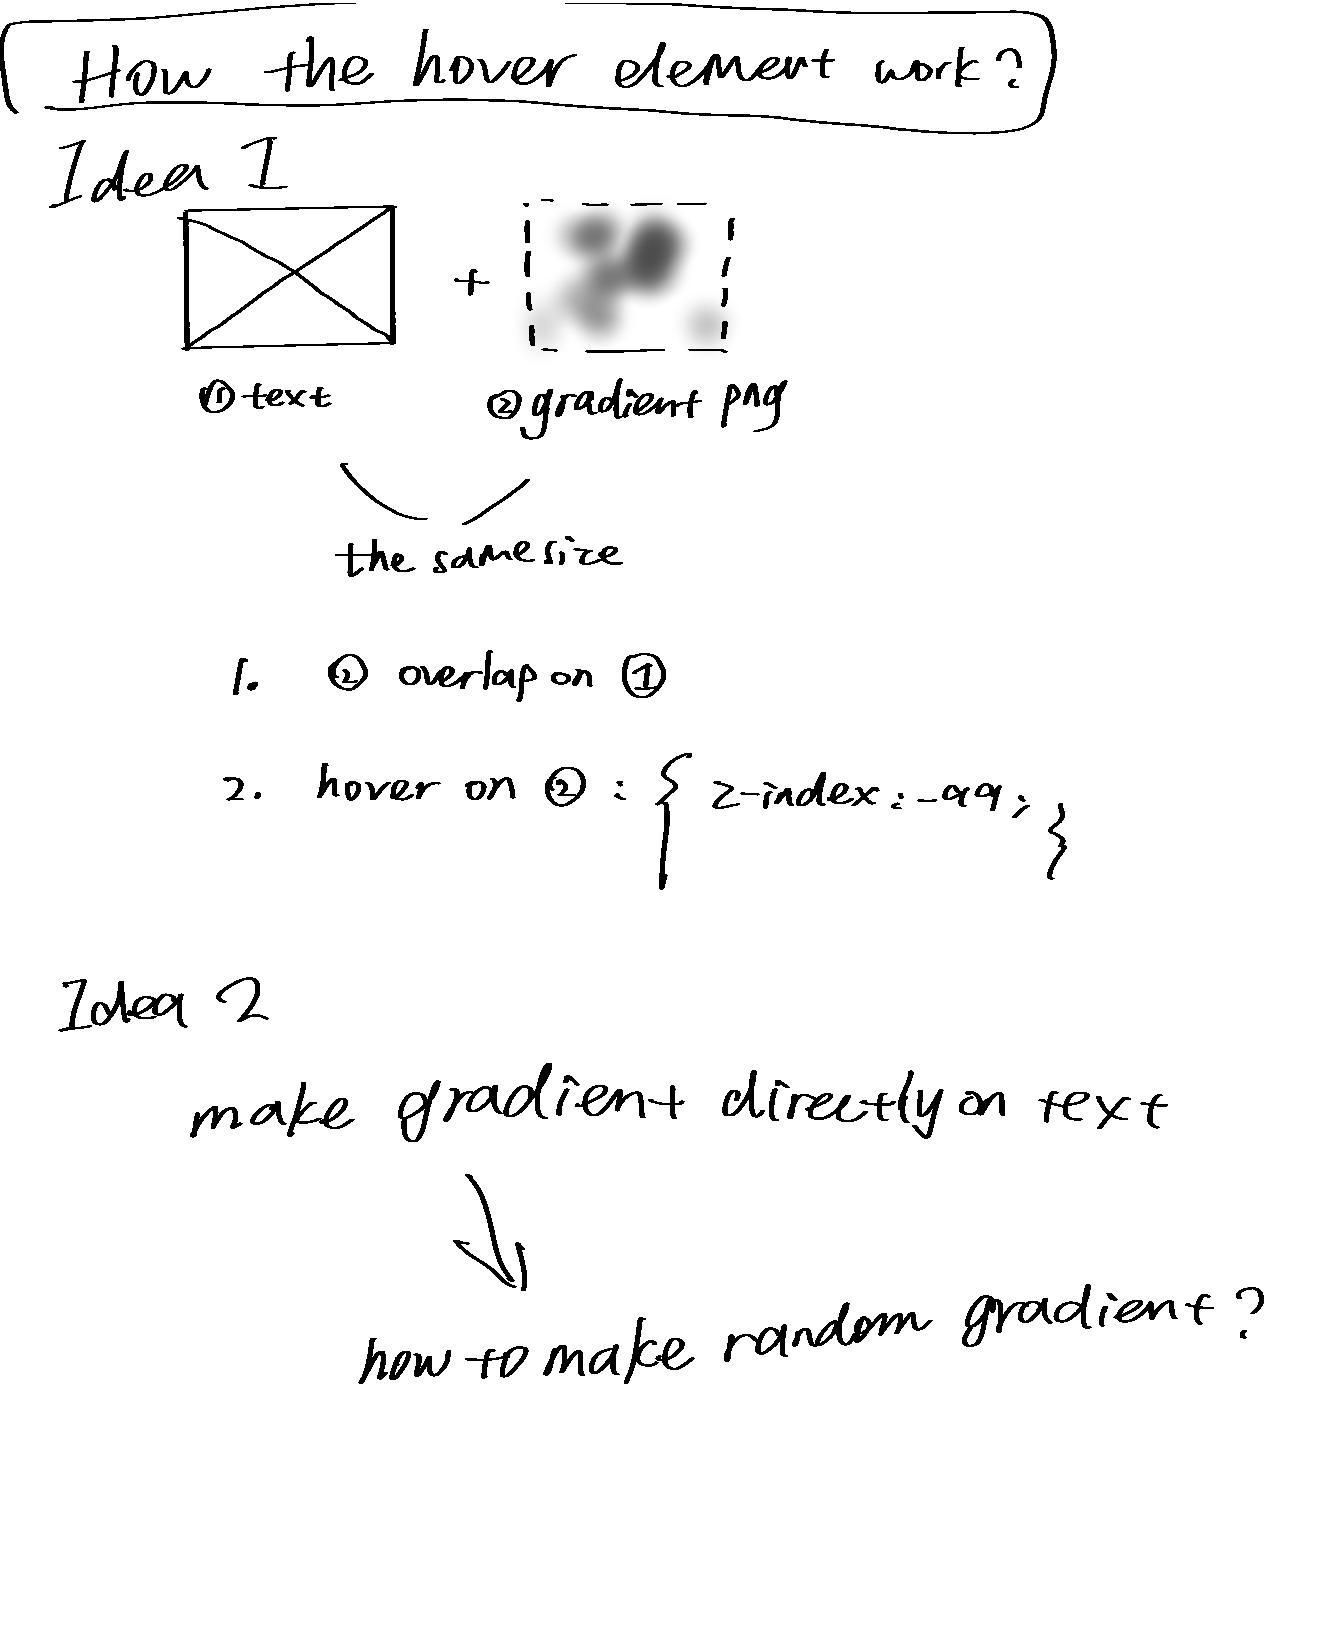 How the hover element work?
Idea 1
+
① text ② gradient png
the same size
1. ② overlap on ①
2. hover on ② : { z-index: -99; }
Idea 2
make gradient directly on text
how to make random gradient?